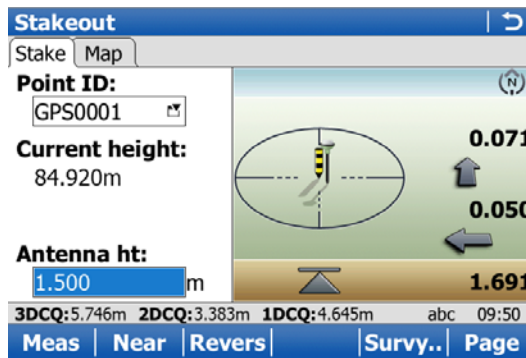 Stakeout
Stake Map
Point ID:
GPS0001
N
Current height:
0.071
84.920m
0.050
Antenna ht:
1.500 m
1.691
3DCQ:5.746m 2DCQ:3.383m 1DCQ:4.645m abc 09:50
Meas Near Revers Survy.. Page